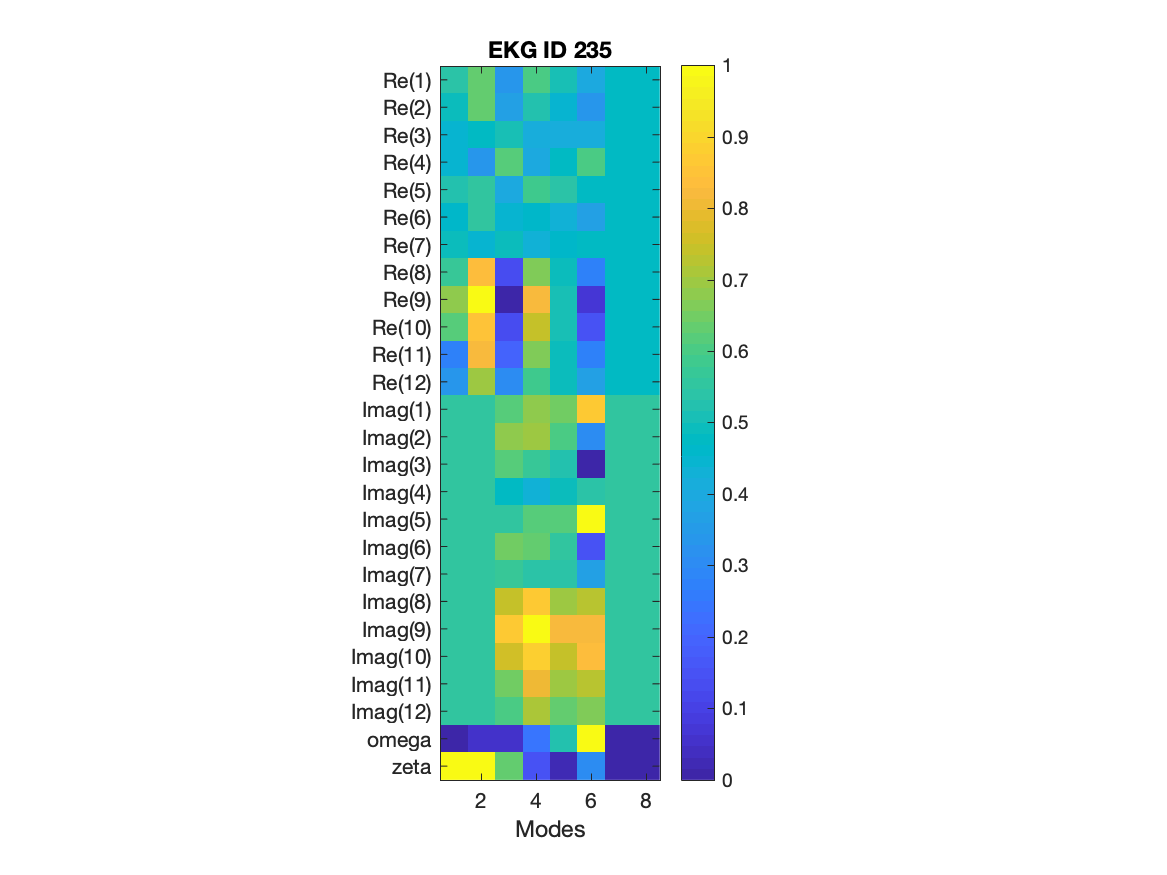 EKG ID 235
Re(1)
Re(2)
Re(3)
Re(4)
Re(5)
Re(6)
Re(7)
Re(8)
Re(9)
Re(10)
Re(11)
Re(12)
Imag(1)
Imag(2)
Imag(3)
Imag(4)
Imag(5)
Imag(6)
Imag(7)
Imag(8)
Imag(9)
Imag(10)
Imag(11)
Imag(12)
omega
zeta
2 4 6 8
Modes
1
0.9
0.8
0.7
0.6
0.5
0.4
0.3
0.2
0.1
0